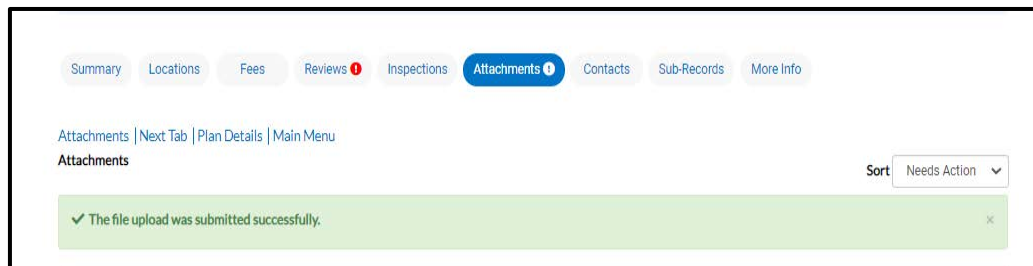 Summary Locations Fees Reviews Inspections Attachments Contacts Sub-Records More Info
Attachments | Next Tab | Plan Details | Main Menu
Attachments
Sort Needs Action
✓ The file upload was submitted successfully. ×